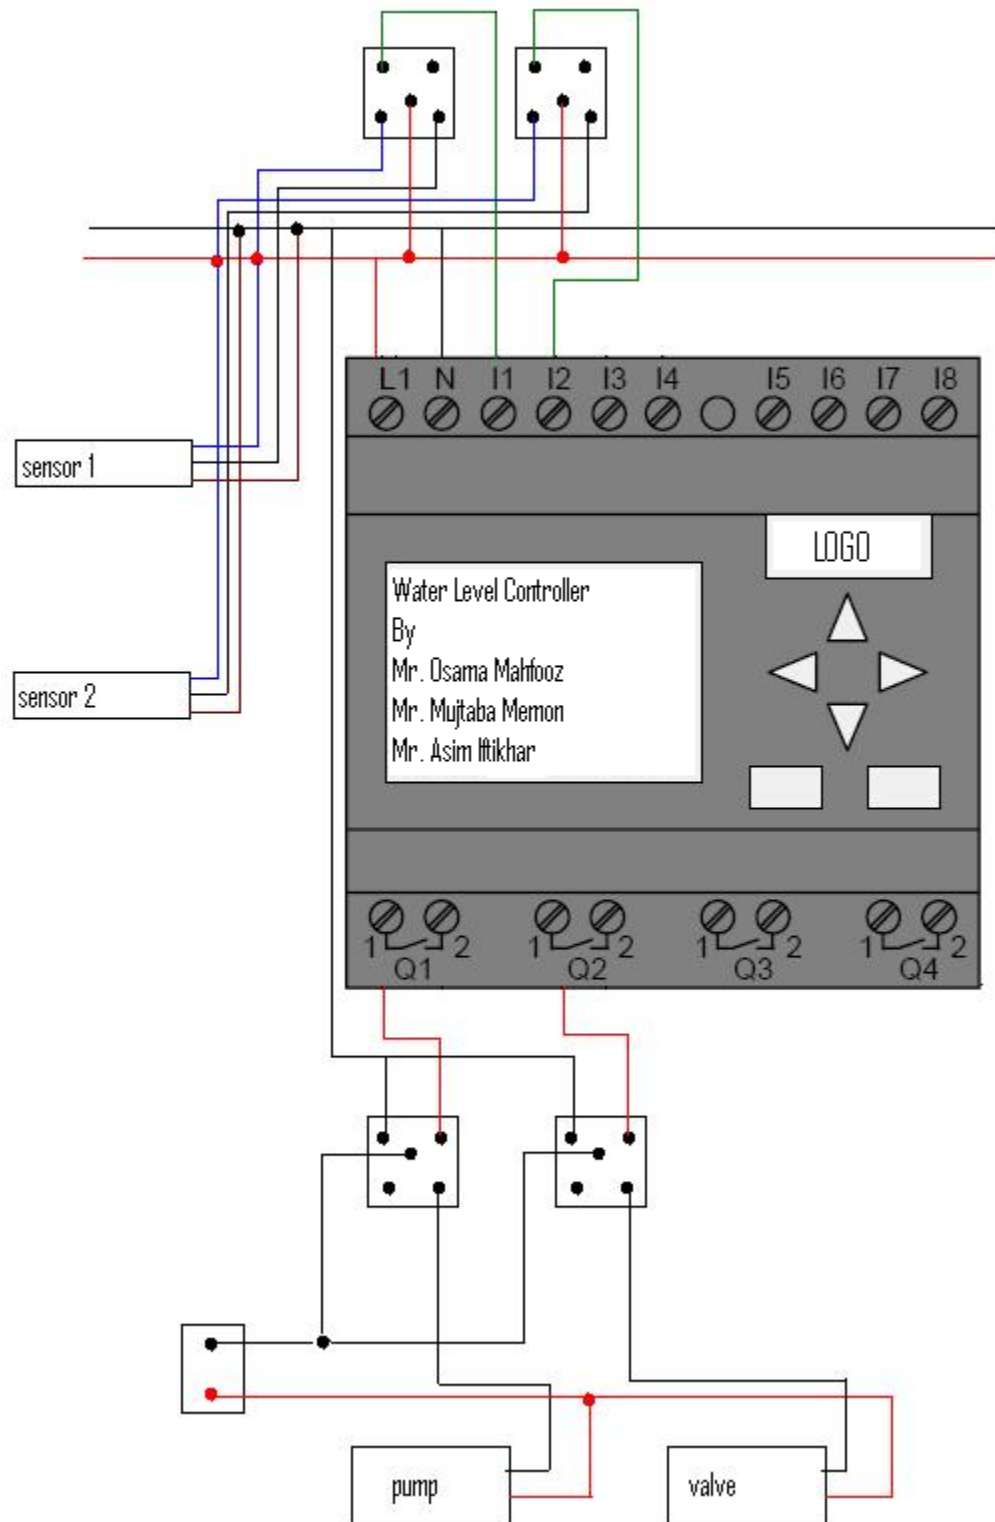 L1 N I1 I2 I3 I4 I5 I6 I7 I8
LOGO
sensor 1
Water Level Controller
By
Mr. Osama Mahfooz
Mr. Mujtaba Memon
Mr. Asim Iftikhar
sensor 2
1 2 1 2 1 2 1 2
Q1 Q2 Q3 Q4
pump
valve